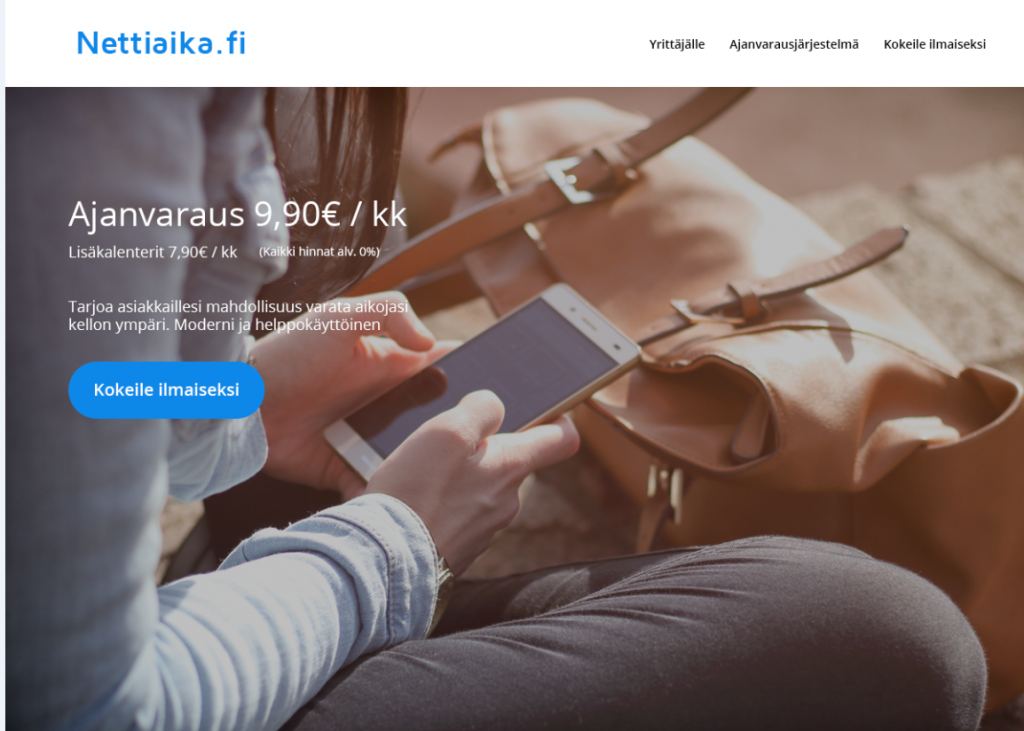 Nettiaika.fi
Yrittäjälle Ajanvarausjärjestelmä Kokeile ilmaiseksi
Ajanvaraus 9,90€ / kk
Lisäkalenterit 7,90€ / kk (Kaikki hinnat alv. 0%)
Tarjoa asiakkaillesi mahdollisuus varata aikojasi
kellon ympäri. Moderni ja helppokäyttöinen
Kokeile ilmaiseksi